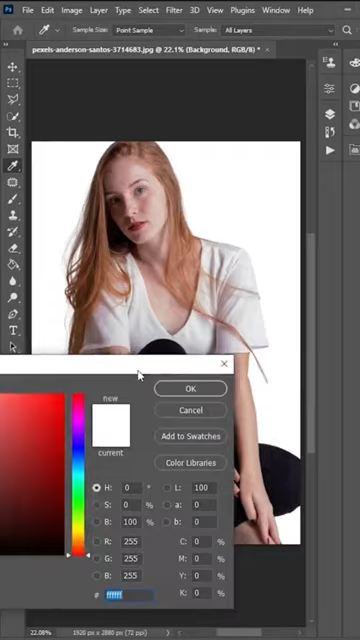 Ps File Edit Image Layer Type Select Filter 3D View Plugins Window Help
Sample Size: Point Sample Sample: All Layers
pexels-anderson-santos-3714683.jpg @ 22.1% (Background, RGB/8) * ×
OK
new
Cancel
Add to Swatches
current
Color Libraries
H: 0 ° L: 100
S: 0 % a: 0
B: 100 % b: 0
R: 255 C: 0 %
G: 255 M: 0 %
B: 255 Y: 0 %
# ffffff K: 0 %
22.08% 1920 px x 2880 px (72 ppi)